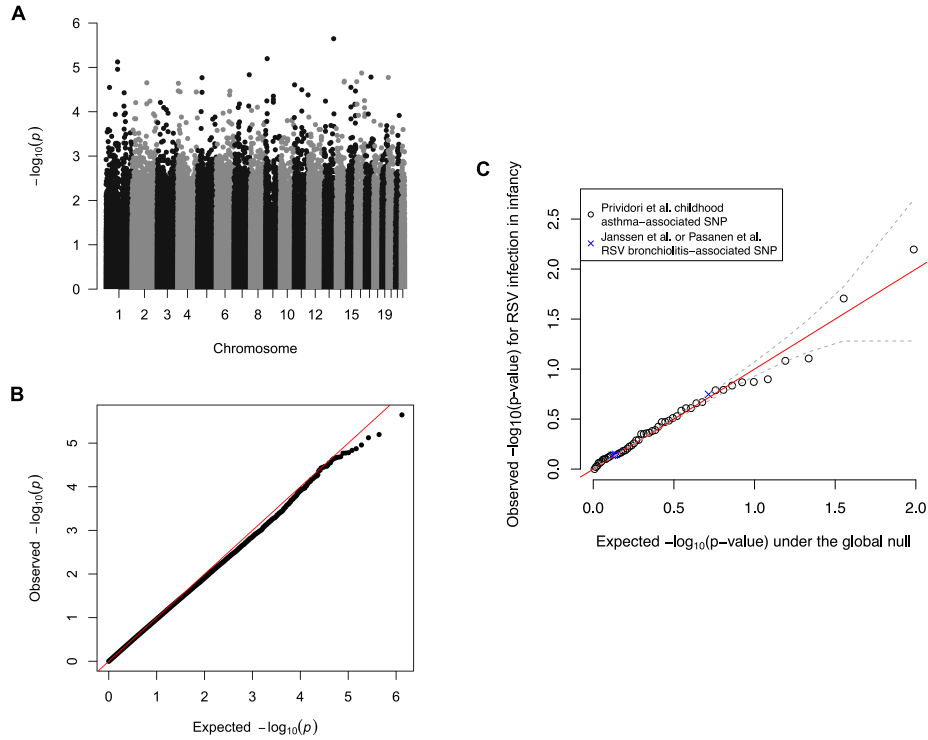 A
6
5
4
3
2
1
0
−log10(p)
1 2 3 4 6 8 10 12 15 19
Chromosome
B
5
4
3
2
1
0
Observed −log10(p)
0 1 2 3 4 5 6
Expected −log10(p)
C
Prividori et al. childhood
asthma−associated SNP
Janssen et al. or Pasanen et al.
RSV bronchiolitis−associated SNP
2.5
2.0
1.5
1.0
0.5
0.0
Observed −log10(p−value) for RSV infection in infancy
0.0 0.5 1.0 1.5 2.0
Expected −log10(p−value) under the global null